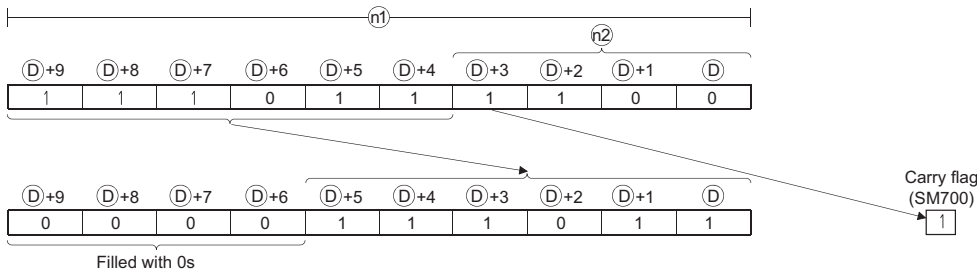 n1
n2
D+9 D+8 D+7 D+6 D+5 D+4 D+3 D+2 D+1 D
1 1 1 0 1 1 1 1 0 0
Carry flag
(SM700)
D+9 D+8 D+7 D+6 D+5 D+4 D+3 D+2 D+1 D
0 0 0 0 1 1 1 0 1 1 1
Filled with 0s